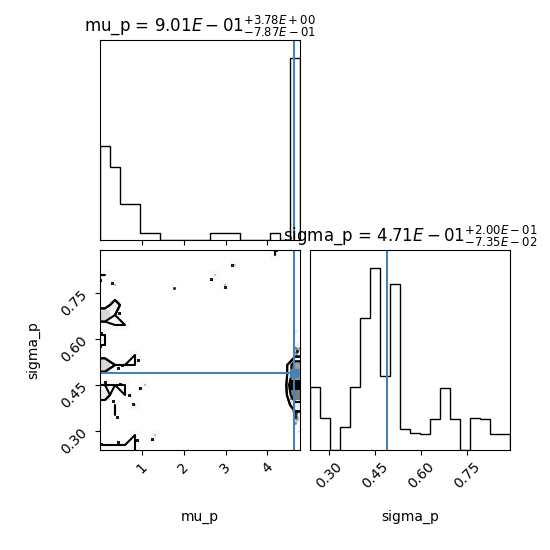 mu_p = 9.01E − 01+3.78E+00−7.87E−01
sigma_p = 4.71E − 01+2.00E−01−7.35E−02
sigma_p
0.75
0.60
0.45
0.30
1 2 3 4
0.30 0.45 0.60 0.75
mu_p sigma_p